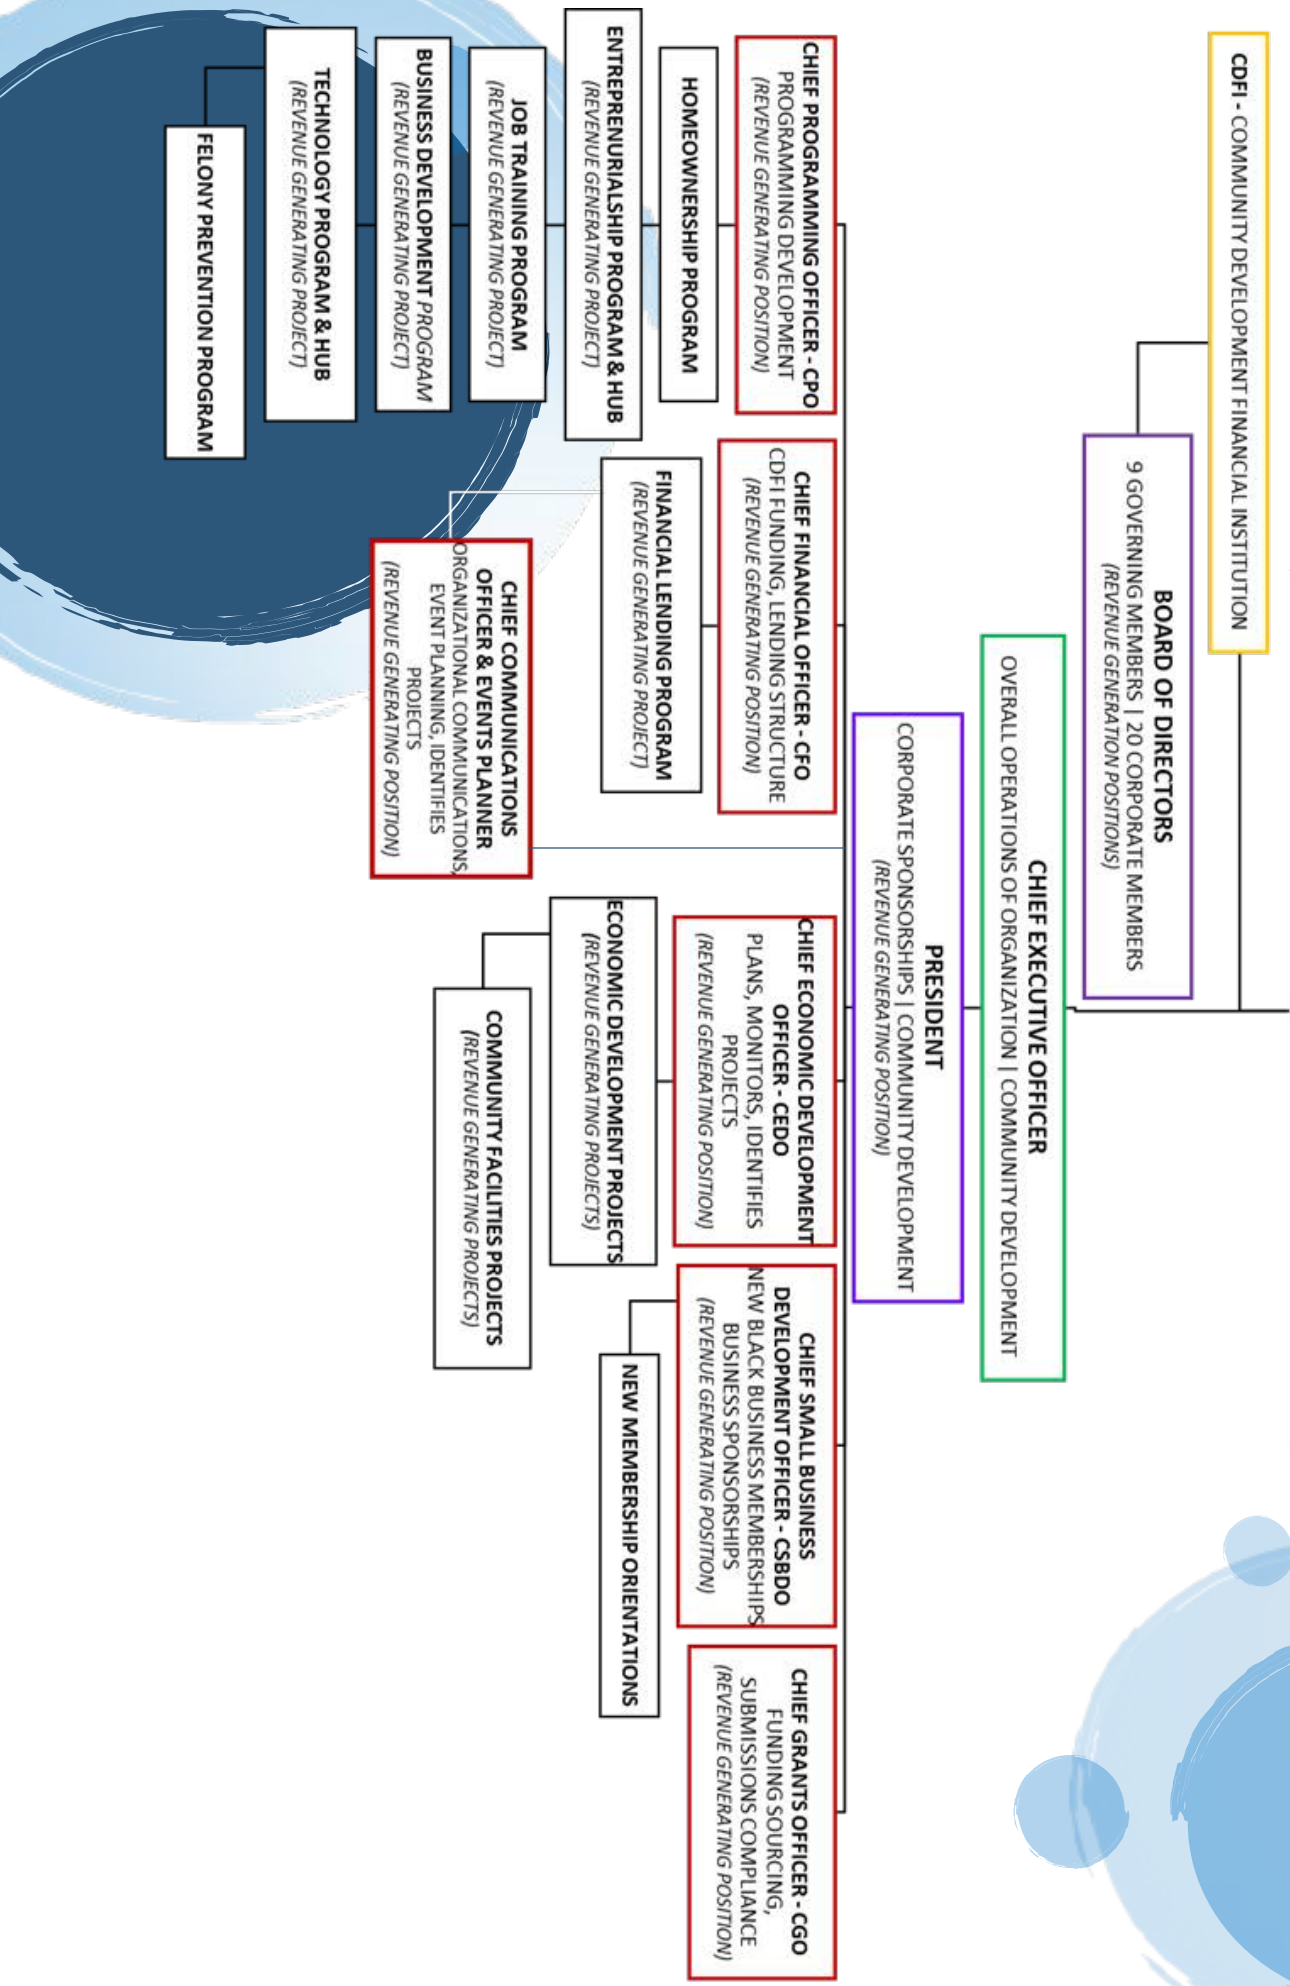 CDFI - COMMUNITY DEVELOPMENT FINANCIAL INSTITUTION
BOARD OF DIRECTORS
9 GOVERNING MEMBERS | 20 CORPORATE MEMBERS
(REVENUE GENERATION POSITIONS)
CHIEF EXECUTIVE OFFICER
OVERALL OPERATIONS OF ORGANIZATION | COMMUNITY DEVELOPMENT
PRESIDENT
CORPORATE SPONSORSHIPS | COMMUNITY DEVELOPMENT
(REVENUE GENERATING POSITION)
CHIEF PROGRAMMING OFFICER - CPO
PROGRAMMING DEVELOPMENT
(REVENUE GENERATING POSITION)
HOMEOWNERSHIP PROGRAM
ENTREPRENURIALSHIP PROGRAM & HUB
(REVENUE GENERATING PROJECT)
JOB TRAINING PROGRAM
(REVENUE GENERATING PROJECT)
BUSINESS DEVELOPMENT PROGRAM
(REVENUE GENERATING PROJECT)
TECHNOLOGY PROGRAM & HUB
(REVENUE GENERATING PROJECT)
FELONY PREVENTION PROGRAM
CHIEF FINANCIAL OFFICER - CFO
CDFI FUNDING, LENDING STRUCTURE
(REVENUE GENERATING POSITION)
FINANCIAL LENDING PROGRAM
(REVENUE GENERATING PROJECT)
CHIEF COMMUNICATIONS
OFFICER & EVENTS PLANNER
ORGANIZATIONAL COMMUNICATIONS,
EVENT PLANNING, IDENTIFIES
PROJECTS
(REVENUE GENERATING POSITION)
CHIEF ECONOMIC DEVELOPMENT
OFFICER - CEDO
PLANS, MONITORS, IDENTIFIES
PROJECTS
(REVENUE GENERATING POSITION)
ECONOMIC DEVELOPMENT PROJECTS
(REVENUE GENERATING PROJECTS)
COMMUNITY FACILITIES PROJECTS
(REVENUE GENERATING PROJECTS)
CHIEF SMALL BUSINESS
DEVELOPMENT OFFICER - CSBDO
NEW BLACK BUSINESS MEMBERSHIPS
BUSINESS SPONSORSHIPS
(REVENUE GENERATING POSITION)
NEW MEMBERSHIP ORIENTATIONS
CHIEF GRANTS OFFICER - CGO
FUNDING SOURCING,
SUBMISSIONS COMPLIANCE
(REVENUE GENERATING POSITION)